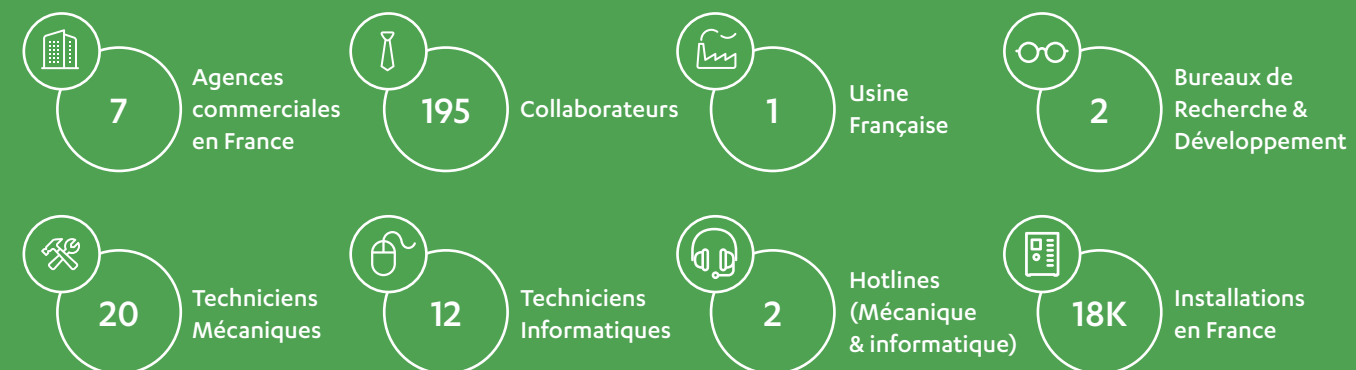 7
Agences
commerciales
en France
195
Collaborateurs
1
Usine
Française
2
Bureaux de
Recherche &
Développement
20
Techniciens
Mécaniques
12
Techniciens
Informatiques
2
Hotlines
(Mécanique
& informatique)
18K
Installations
en France